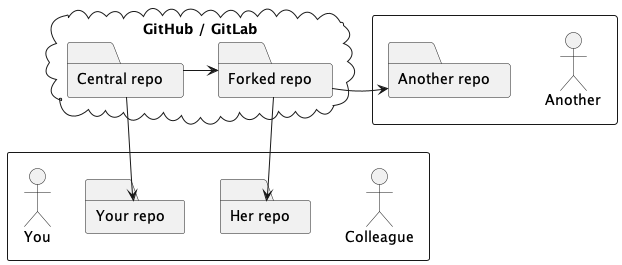 GitHub / GitLab
Central repo
Forked repo
Another repo
Another
You
Your repo
Her repo
Colleague